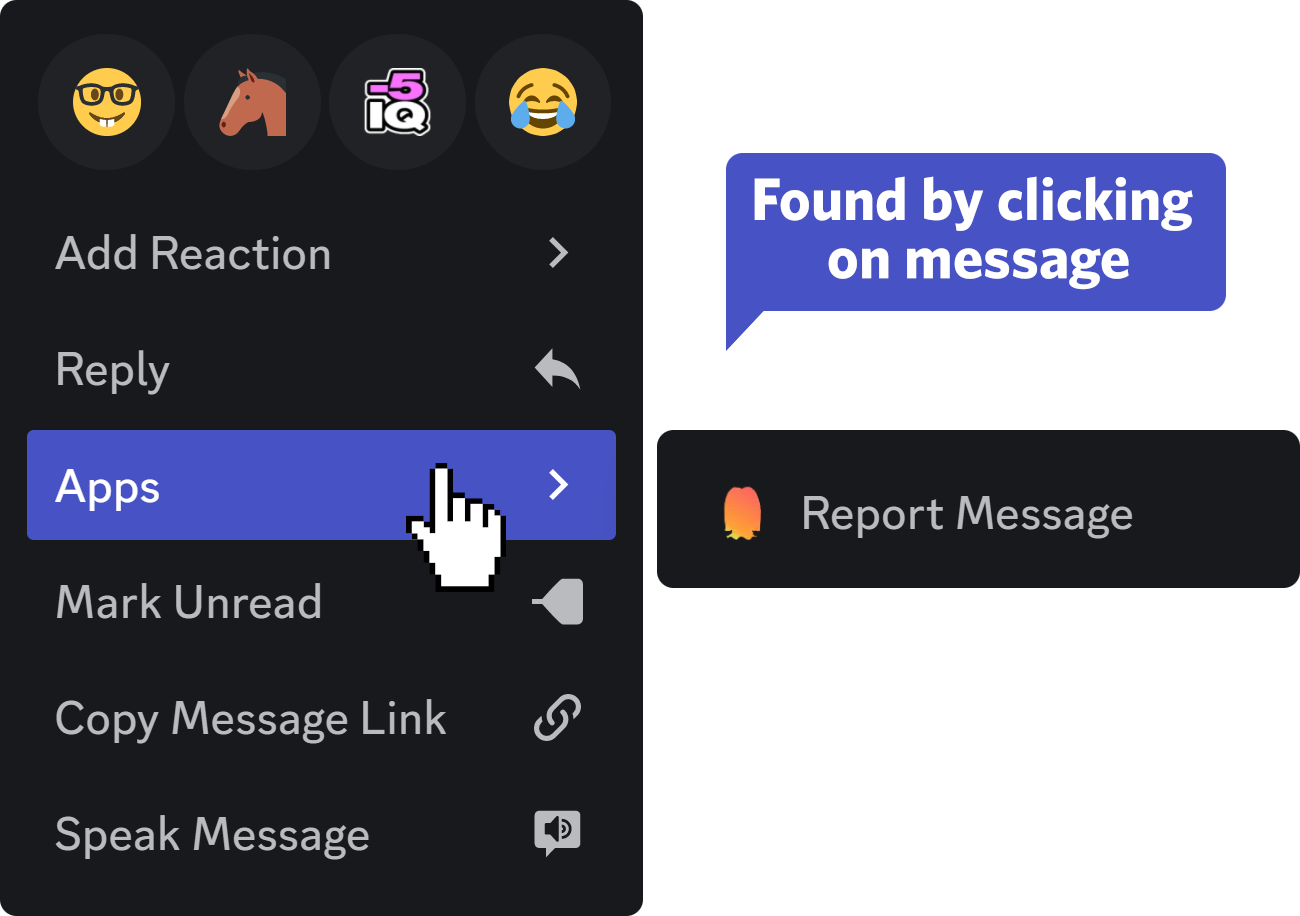 -5
IQ
Add Reaction
Reply
Apps
Mark Unread
Copy Message Link
Speak Message
Found by clicking
on message
Report Message